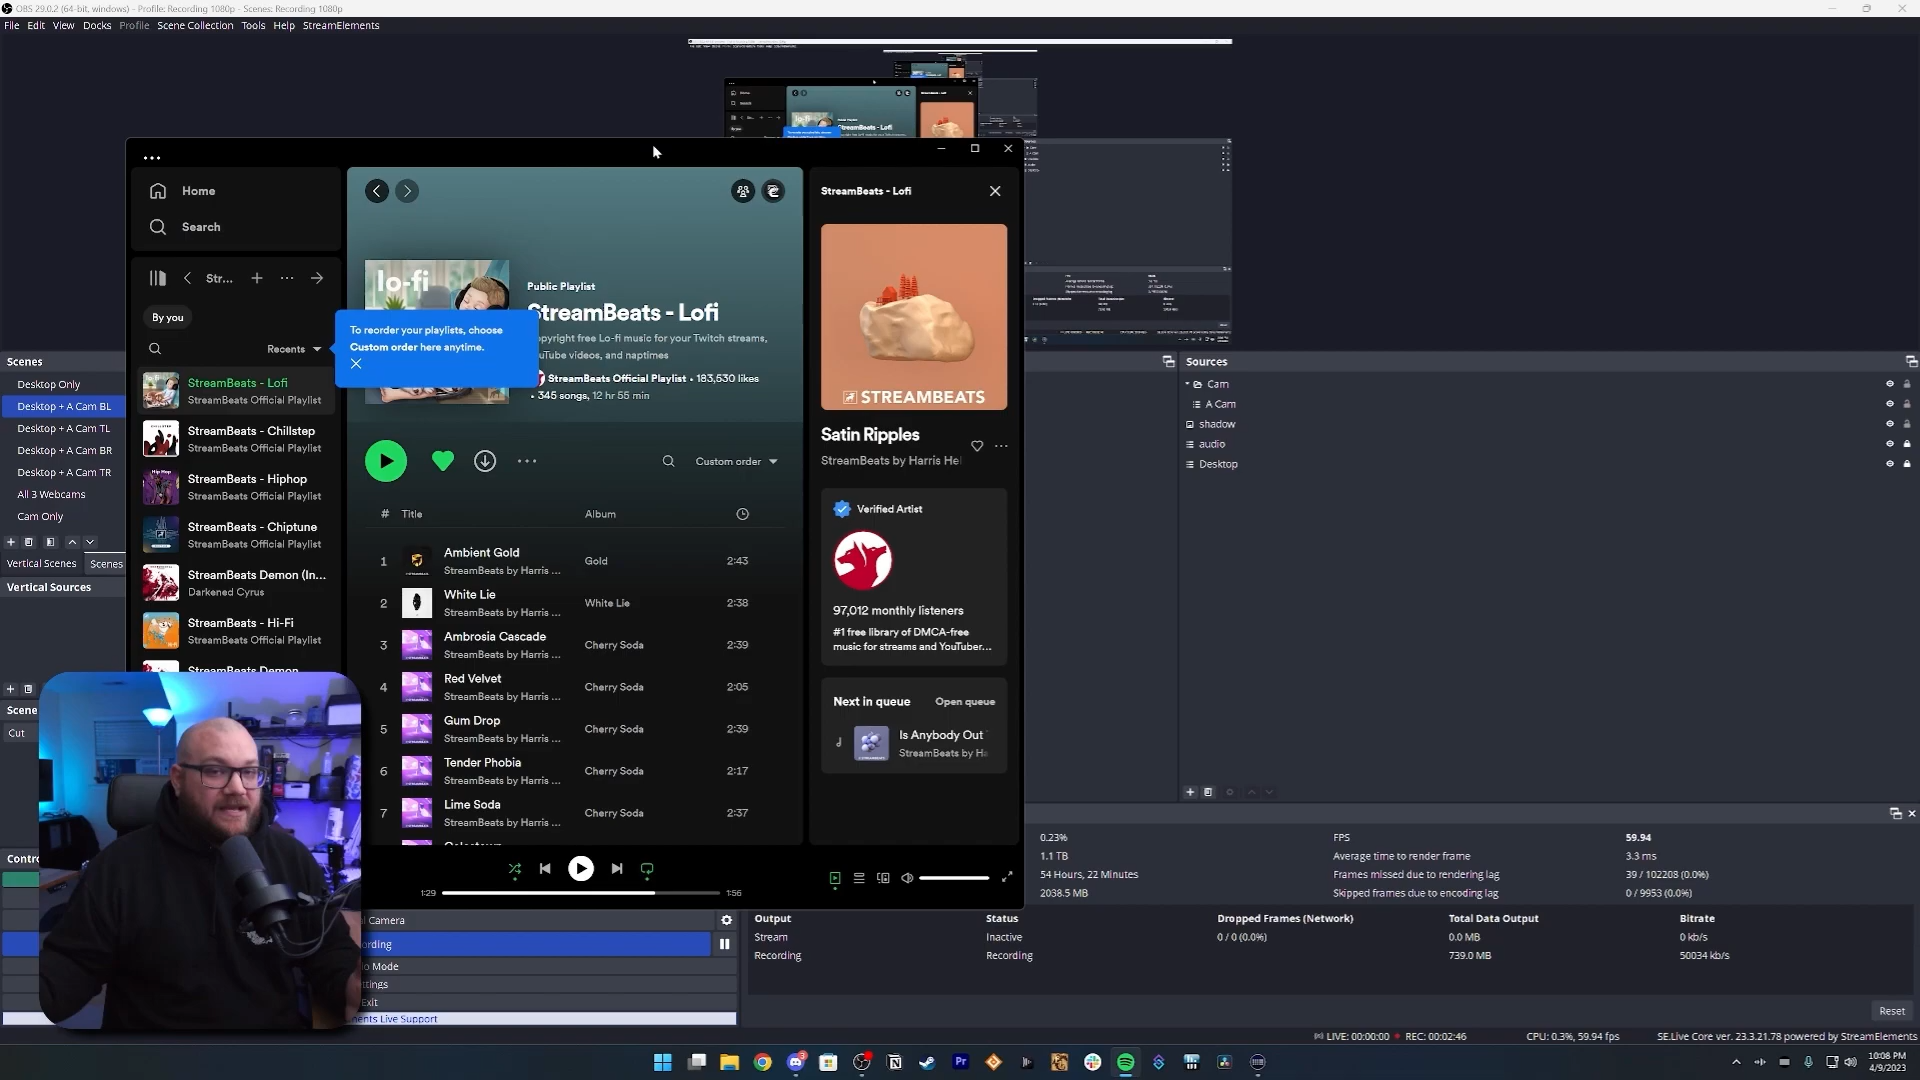 OBS 29.0.2 (64-bit, windows) - Profile: Recording 1080p - Scenes: Recording 1080p
File Edit View Docks Profile Scene Collection Tools Help StreamElements
Home
Search
Str...
By you
Recents
StreamBeats - Lofi
StreamBeats Official Playlist
StreamBeats - Chillstep
StreamBeats Official Playlist
StreamBeats - Hiphop
StreamBeats Official Playlist
StreamBeats - Chiptune
StreamBeats Official Playlist
StreamBeats Demon (In...
Darkened Cyrus
StreamBeats - Hi-Fi
StreamBeats Official Playlist
StreamBeats Demon
To reorder your playlists, choose
Custom order here anytime.
lo-fi
Public Playlist
StreamBeats - Lofi
opyright free Lo-fi music for your Twitch streams,
uTube videos, and naptimes
StreamBeats Official Playlist • 183,530 likes
• 345 songs, 12 hr 55 min
Custom order
# Title Album
1 Ambient Gold Gold 2:43
StreamBeats by Harris ...
2 White Lie White Lie 2:38
StreamBeats by Harris ...
3 Ambrosia Cascade Cherry Soda 2:39
StreamBeats by Harris ...
4 Red Velvet Cherry Soda 2:05
StreamBeats by Harris ...
5 Gum Drop Cherry Soda 2:39
StreamBeats by Harris ...
6 Tender Phobia Cherry Soda 2:17
StreamBeats by Harris ...
7 Lime Soda Cherry Soda 2:37
StreamBeats by Harris ...
1:29 1:56
StreamBeats - Lofi
STREAMBEATS
Satin Ripples
StreamBeats by Harris Hel
Verified Artist
97,012 monthly listeners
#1 free library of DMCA-free
music for streams and YouTuber...
Next in queue Open queue
Is Anybody Out
StreamBeats by Ha
Scenes
Desktop Only
Desktop + A Cam BL
Desktop + A Cam TL
Desktop + A Cam BR
Desktop + A Cam TR
All 3 Webcams
Cam Only
Vertical Scenes Scenes
Vertical Sources
Scene
Cut
Contro
l Camera
ording
o Mode
ttings
Exit
nents Live Support
Sources
Cam
A Cam
shadow
audio
Desktop
0.23% FPS 59.94
1.1 TB Average time to render frame 3.3 ms
54 Hours, 22 Minutes Frames missed due to rendering lag 39 / 102208 (0.0%)
2038.5 MB Skipped frames due to encoding lag 0 / 9953 (0.0%)
Output Status Dropped Frames (Network) Total Data Output Bitrate
Stream Inactive 0 / 0 (0.0%) 0.0 MB 0 kb/s
Recording Recording 739.0 MB 50034 kb/s
Reset
LIVE: 00:00:00 REC: 00:02:46 CPU: 0.3%, 59.94 fps SE.Live Core ver. 23.3.21.78 powered by StreamElements
3
Pr
10:08 PM
4/9/2023